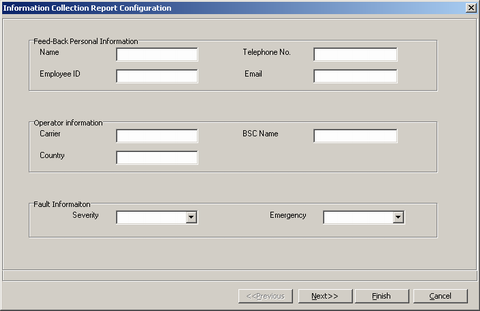 Information Collection Report Configuration
Feed-Back Personal Information
Name Telephone No.
Employee ID Email
Operator information
Carrier BSC Name
Country
Fault Informaiton
Severity Emergency
<<Previous Next>> Finish Cancel